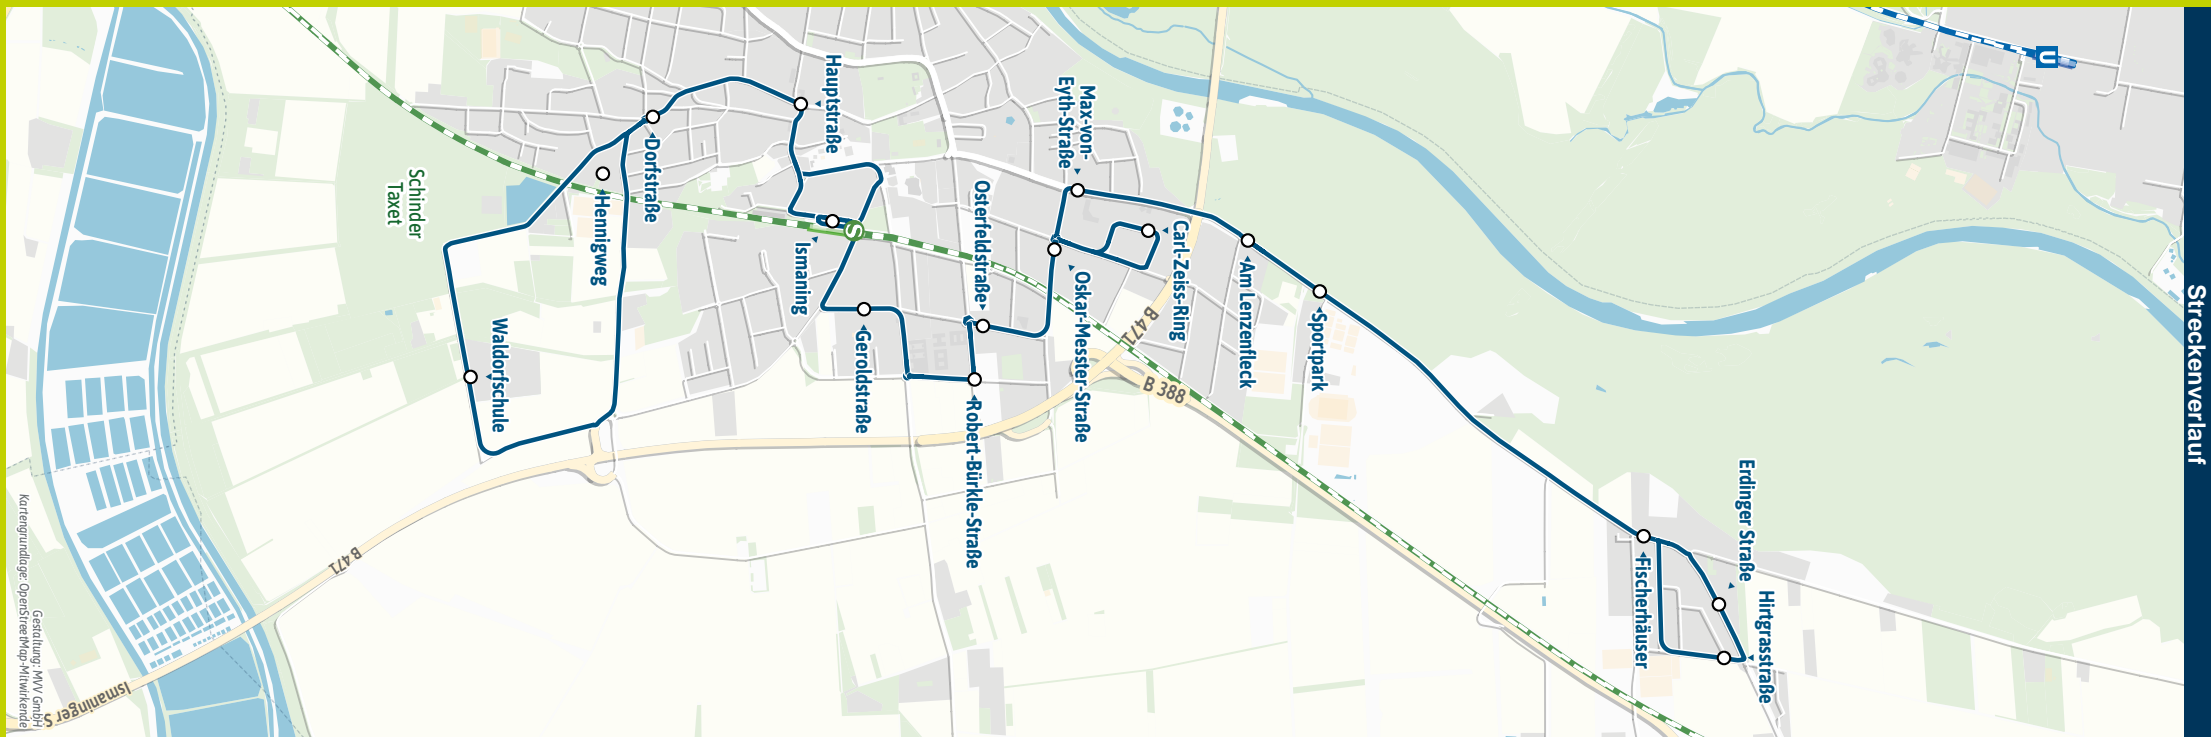 Streckenverlauf
U
Erdinger Straße
Hirtgrasstraße
Fischerhäuser
Sportpark
Am Lenzenfleck
Carl-Zeiss-Ring
Max-von-
Eyth-Straße
Oskar-Messter-Straße
B 471
B 388
Osterfeldstraße
Robert-Bürkle-Straße
Geroldstraße
S
Ismaning
Hauptstraße
Dorfstraße
Hennigweg
Waldorfschule
Schinder
Taxet
B 471
Ismaninger S
Gestaltung: MVV GmbH
Kartengrundlage: OpenStreetMap-Mitwirkende